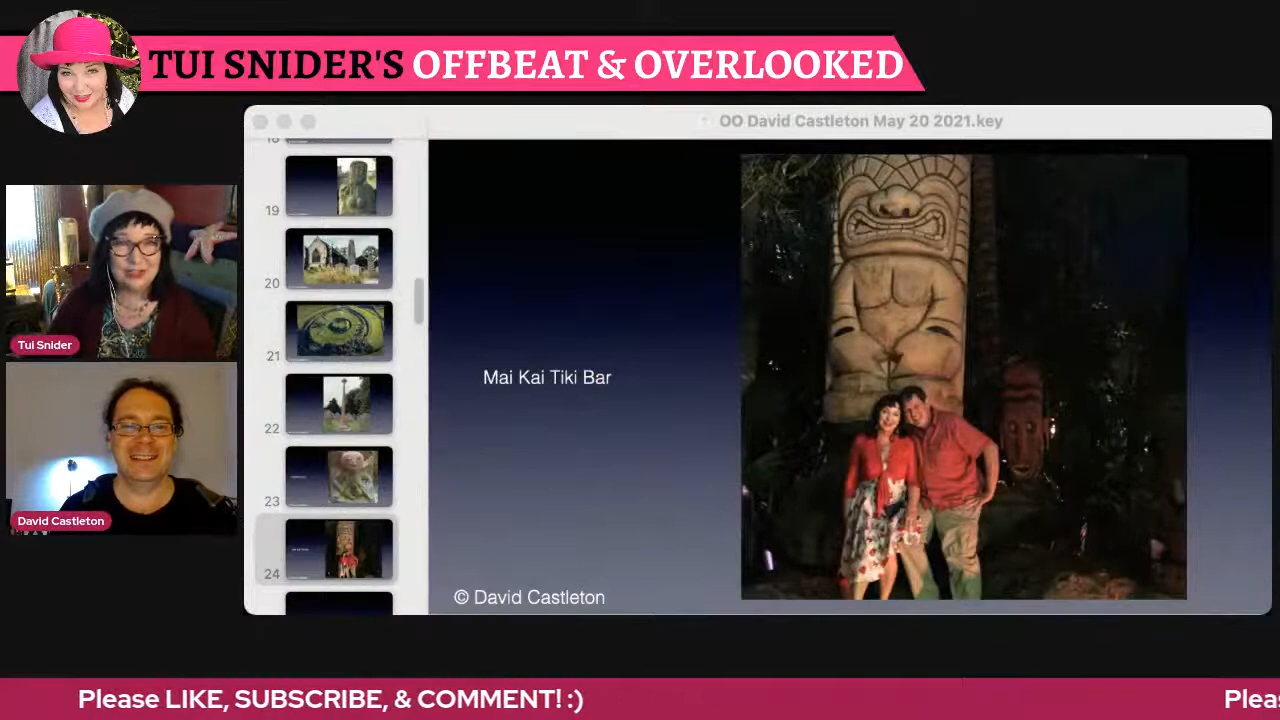 TUI SNIDER'S OFFBEAT & OVERLOOKED
OO David Castleton May 20 2021.key
19
20
21
22
23
24
Mai Kai Tiki Bar
© David Castleton
Tui Snider
David Castleton
Please LIKE, SUBSCRIBE, & COMMENT! :)
Pleas